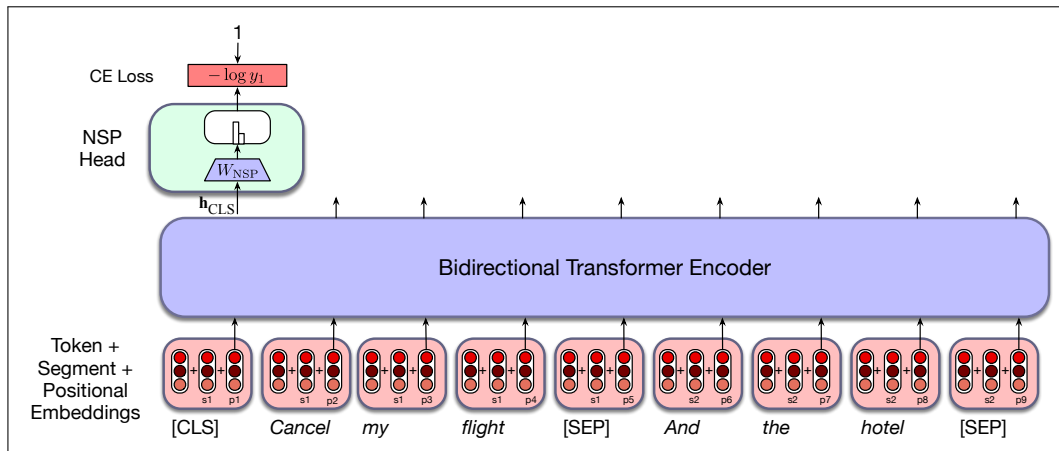 1
CE Loss
− log y₁
NSP
Head
W_NSP
h_CLS
Bidirectional Transformer Encoder
Token +
Segment +
Positional
Embeddings
+ + + + + + + + + + + + + + + + + +
s1 p1 s1 p2 s1 p3 s1 p4 s1 p5 s2 p6 s2 p7 s2 p8 s2 p9
[CLS] Cancel my flight [SEP] And the hotel [SEP]